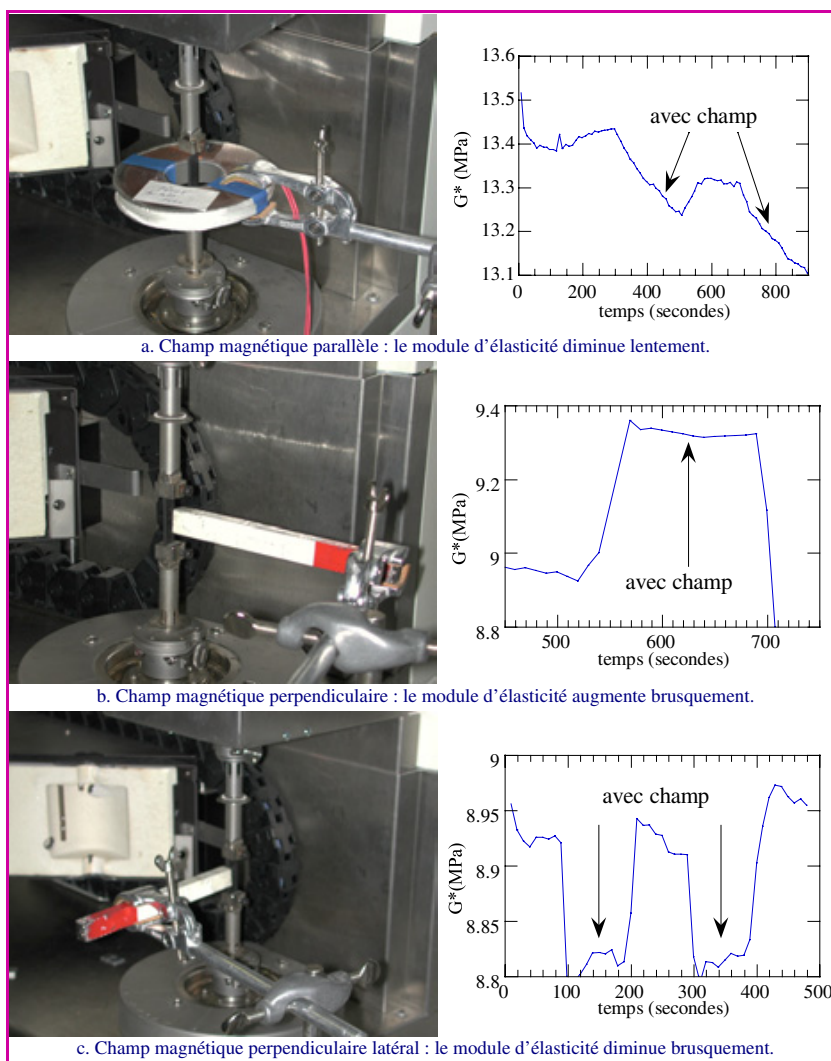 13.6
13.5
13.4
13.3
13.2
13.1
G* (MPa)
avec champ
0 200 400 600 800
temps (secondes)
a. Champ magnétique parallèle : le module d’élasticité diminue lentement.
9.4
9.2
9
8.8
G*(MPa)
avec champ
500 600 700
temps (secondes)
b. Champ magnétique perpendiculaire : le module d’élasticité augmente brusquement.
9
8.95
8.9
8.85
8.8
G*(MPa)
avec champ
0 100 200 300 400 500
temps (secondes)
c. Champ magnétique perpendiculaire latéral : le module d’élasticité diminue brusquement.